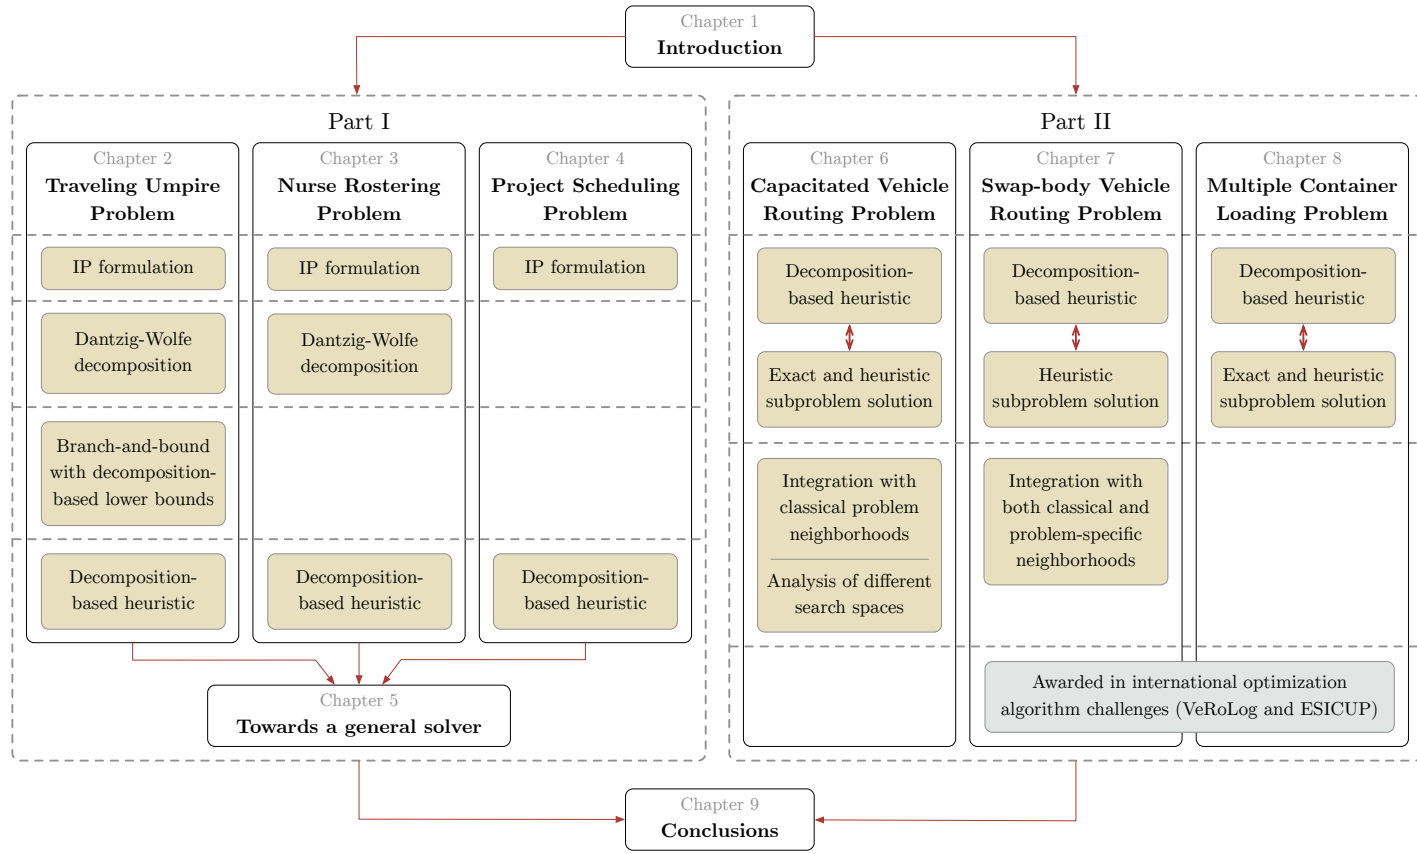 Chapter 1
Introduction
Part I
Chapter 2
Traveling Umpire
Problem
IP formulation
Dantzig-Wolfe
decomposition
Branch-and-bound
with decomposition-
based lower bounds
Decomposition-
based heuristic
Chapter 3
Nurse Rostering
Problem
IP formulation
Dantzig-Wolfe
decomposition
Decomposition-
based heuristic
Chapter 4
Project Scheduling
Problem
IP formulation
Decomposition-
based heuristic
Chapter 5
Towards a general solver
Part II
Chapter 6
Capacitated Vehicle
Routing Problem
Decomposition-
based heuristic
Exact and heuristic
subproblem solution
Integration with
classical problem
neighborhoods
Analysis of different
search spaces
Chapter 7
Swap-body Vehicle
Routing Problem
Decomposition-
based heuristic
Heuristic
subproblem solution
Integration with
both classical and
problem-specific
neighborhoods
Chapter 8
Multiple Container
Loading Problem
Decomposition-
based heuristic
Exact and heuristic
subproblem solution
Awarded in international optimization
algorithm challenges (VeRoLog and ESICUP)
Chapter 9
Conclusions